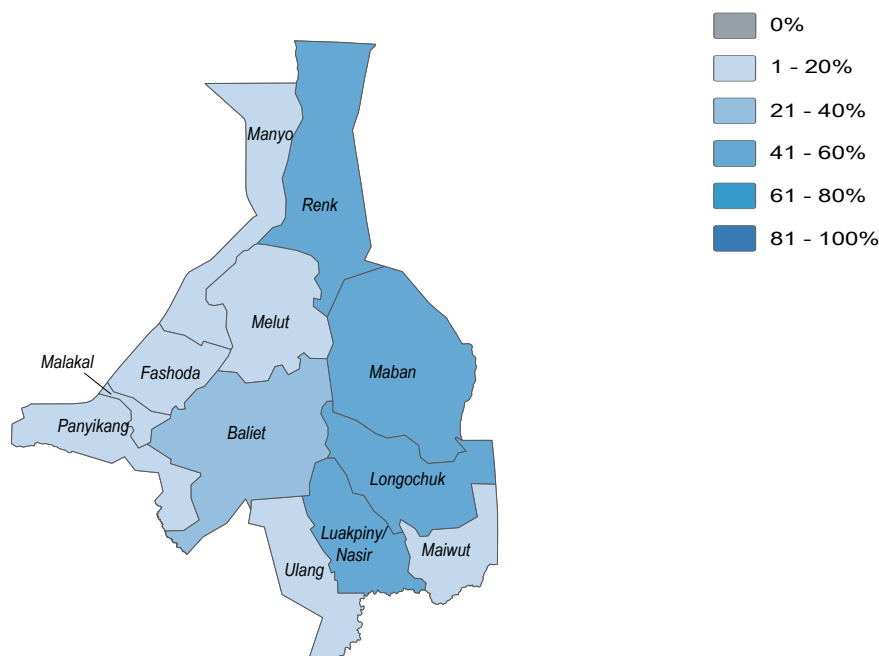 0%
1 - 20%
21 - 40%
41 - 60%
61 - 80%
81 - 100%
Manyo
Renk
Melut
Malakal
Fashoda
Maban
Panyikang
Baliet
Longochuk
Luakpiny/
Nasir
Maiwut
Ulang